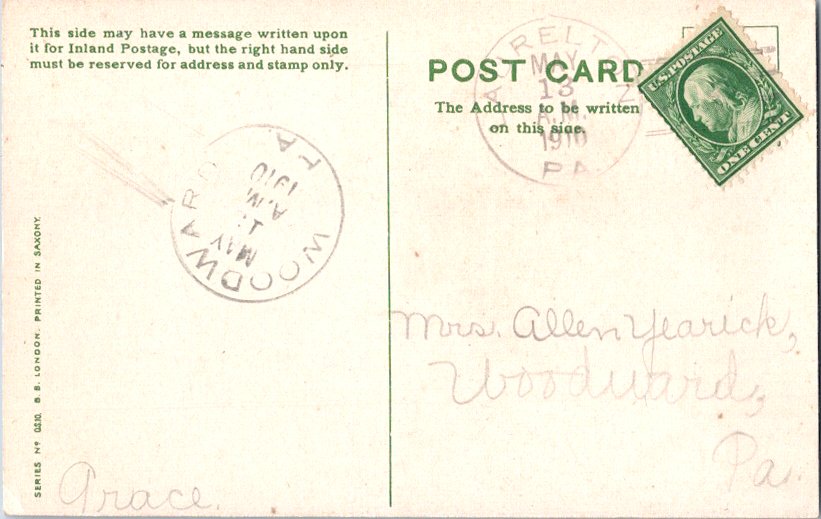 This side may have a message written upon
it for Inland Postage, but the right hand side
must be reserved for address and stamp only.
POST CARD
The Address to be written
on this side.
MAY
13
A.M.
1910
PA.
U.S. POSTAGE
ONE CENT
WOODWARD PA.
MAY
A.M
1910
Mrs. Allen Yearick,
Woodward,
Pa.
Grace.
SERIES Nº 0S10. B.B. LONDON. PRINTED IN SAXONY.